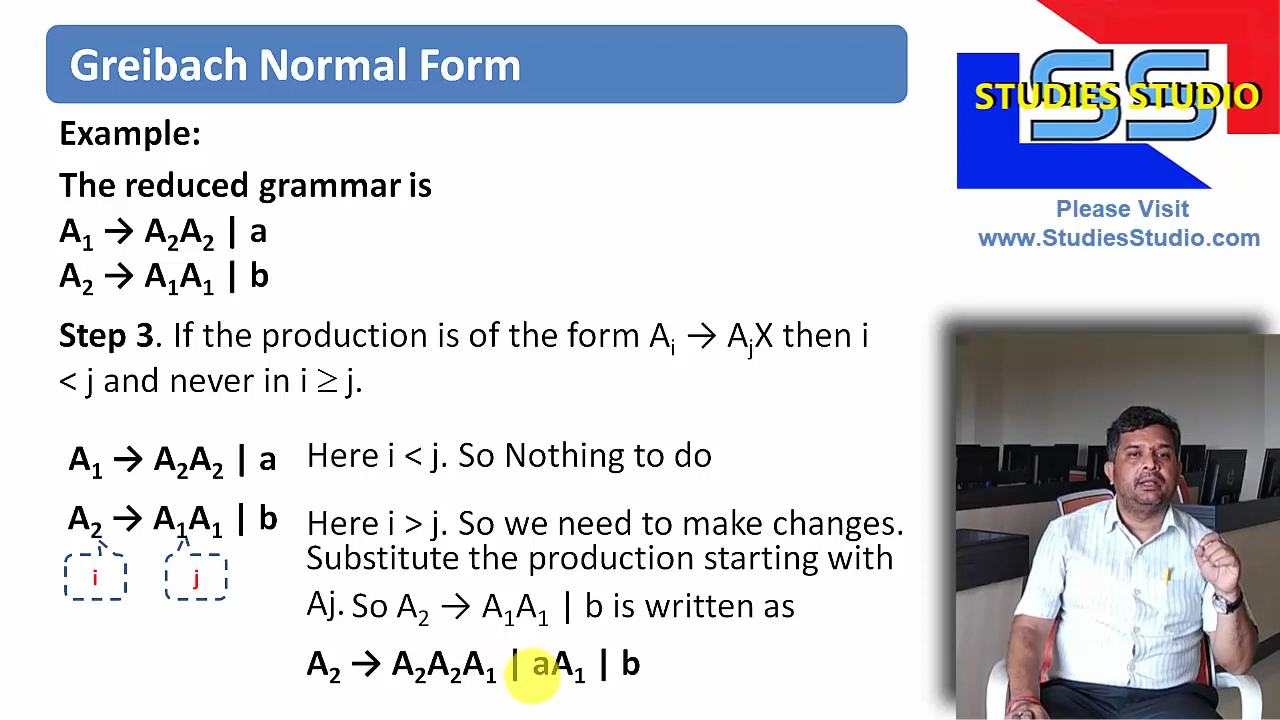 Greibach Normal Form
SS
STUDIES STUDIO
Please Visit
www.StudiesStudio.com
Example:
The reduced grammar is
A₁ → A₂A₂ | a
A₂ → A₁A₁ | b
Step 3. If the production is of the form Aᵢ → AⱼX then i
< j and never in i ≥ j.
A₁ → A₂A₂ | a Here i < j. So Nothing to do
A₂ → A₁A₁ | b Here i > j. So we need to make changes.
i j
Substitute the production starting with
Aj. So A₂ → A₁A₁ | b is written as
A₂ → A₂A₂A₁ | aA₁ | b